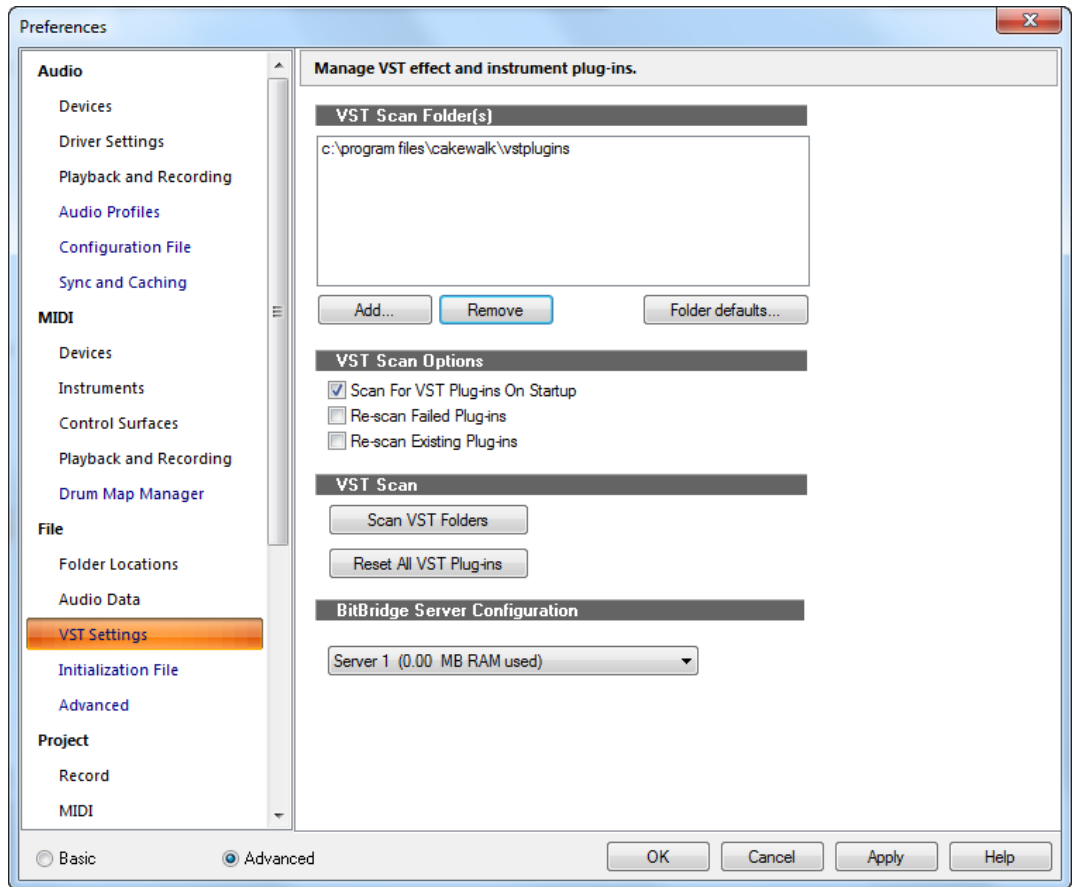 Preferences
Audio
Devices
Driver Settings
Playback and Recording
Audio Profiles
Configuration File
Sync and Caching
MIDI
Devices
Instruments
Control Surfaces
Playback and Recording
Drum Map Manager
File
Folder Locations
Audio Data
VST Settings
Initialization File
Advanced
Project
Record
MIDI
Basic
Advanced
Manage VST effect and instrument plug-ins.
VST Scan Folder(s)
c:\program files\cakewalk\vstplugins
Add...
Remove
Folder defaults...
VST Scan Options
Scan For VST Plug-ins On Startup
Re-scan Failed Plug-ins
Re-scan Existing Plug-ins
VST Scan
Scan VST Folders
Reset All VST Plug-ins
BitBridge Server Configuration
Server 1 (0.00 MB RAM used)
OK
Cancel
Apply
Help